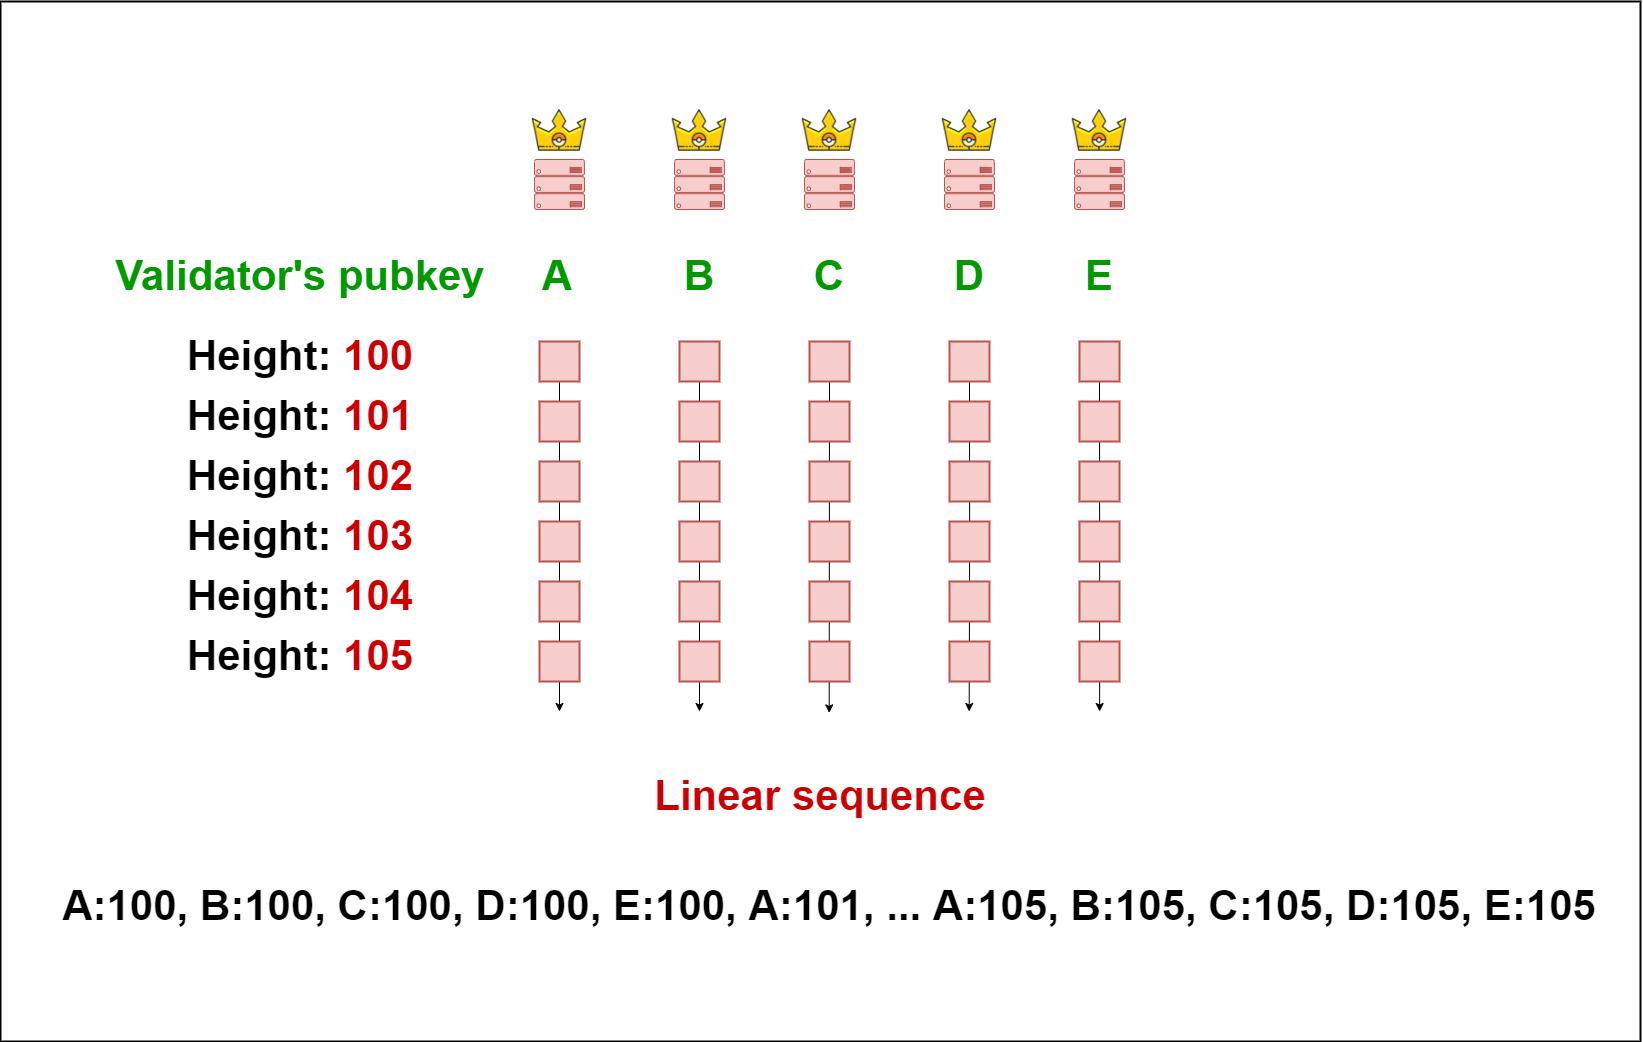 Validator's pubkey A B C D E
Height: 100
Height: 101
Height: 102
Height: 103
Height: 104
Height: 105
Linear sequence
A:100, B:100, C:100, D:100, E:100, A:101, ... A:105, B:105, C:105, D:105, E:105